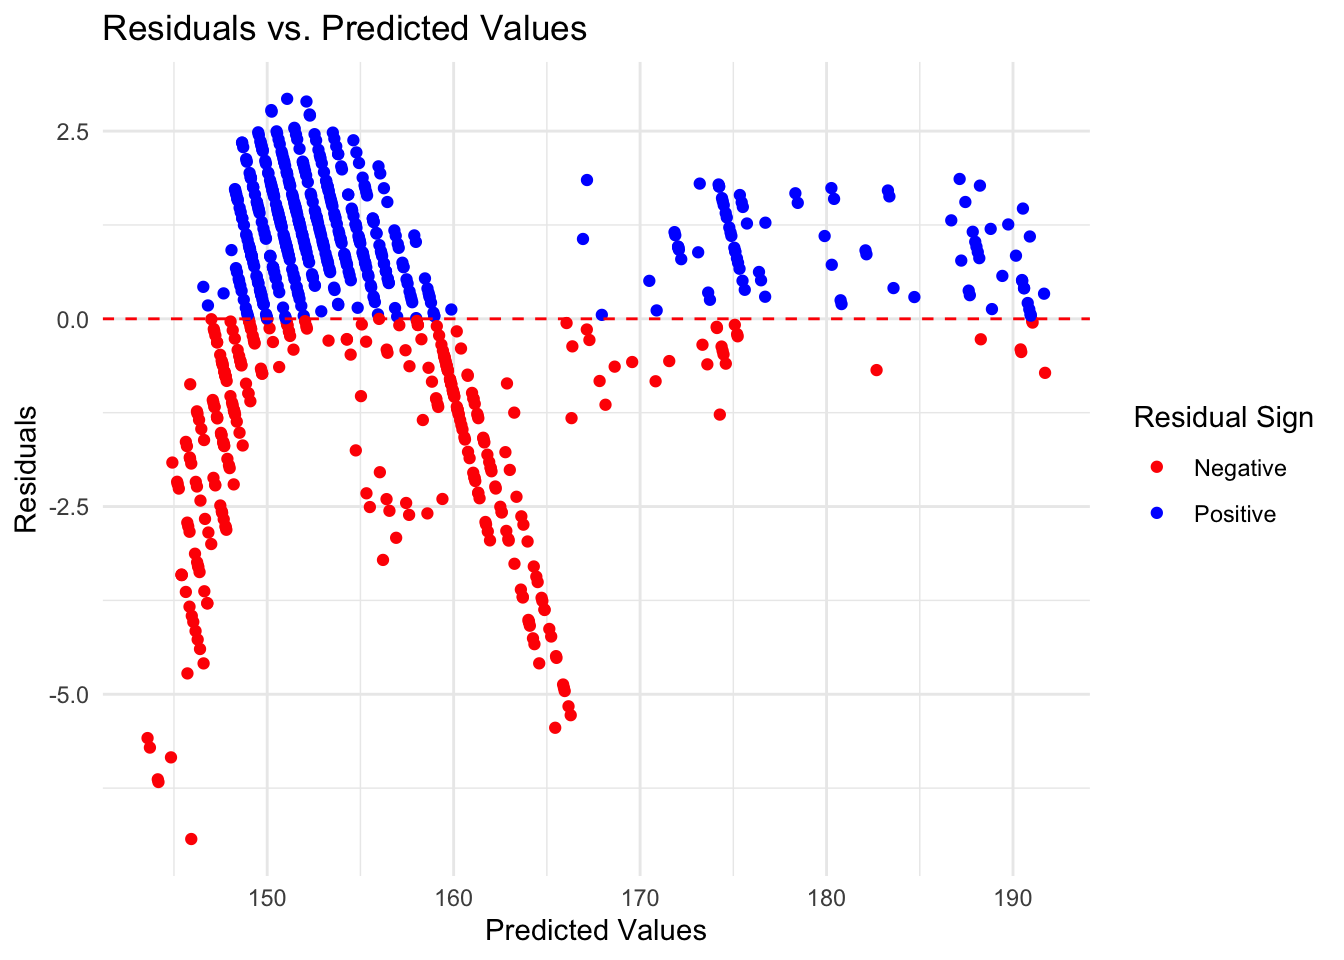 Residuals vs. Predicted Values
Residuals
2.5
0.0
-2.5
-5.0
150 160 170 180 190
Predicted Values
Residual Sign
Negative
Positive